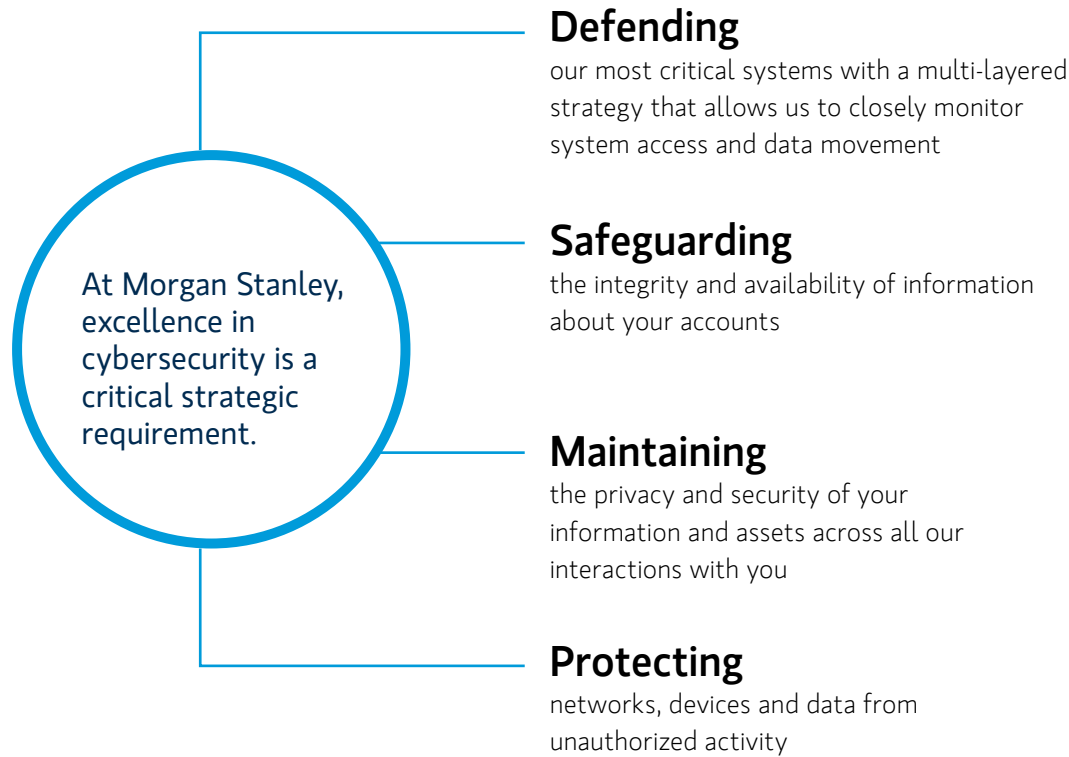 At Morgan Stanley,
excellence in
cybersecurity is a
critical strategic
requirement.
Defending
our most critical systems with a multi-layered
strategy that allows us to closely monitor
system access and data movement
Safeguarding
the integrity and availability of information
about your accounts
Maintaining
the privacy and security of your
information and assets across all our
interactions with you
Protecting
networks, devices and data from
unauthorized activity